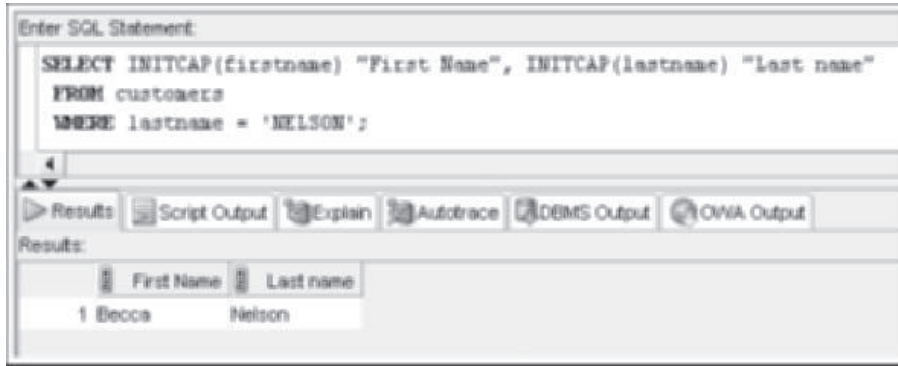 Enter SQL Statement:
SELECT INITCAP(firstname) "First Name", INITCAP(lastname) "Last name"
FROM customers
WHERE lastname = 'NELSON';
Results Script Output Explain Autotrace DBMS Output OWA Output
Results:
First Name Last name
1 Becca Nelson